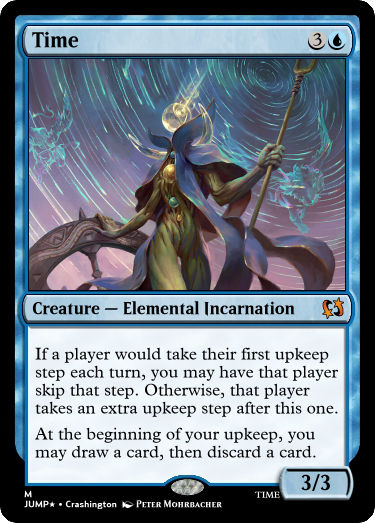 Time 3
Creature — Elemental Incarnation
If a player would take their first upkeep
step each turn, you may have that player
skip that step. Otherwise, that player
takes an extra upkeep step after this one.
At the beginning of your upkeep, you
may draw a card, then discard a card.
3/3
M TIME
JUMP★ • Crashington Peter Mohrbacher